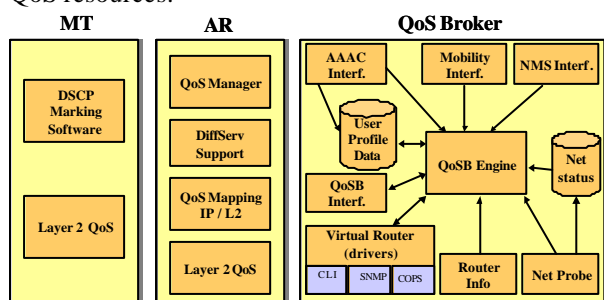 QoS resources.
MT
AR
QoS Broker
DSCP
Marking
Software
Layer 2 QoS
QoS Manager
DiffServ
Support
QoS Mapping
IP / L2
Layer 2 QoS
AAAC
Interf.
Mobility
Interf.
NMS Interf.
User
Profile
Data
QoSB Engine
Net
status
QoSB
Interf.
Virtual Router
(drivers)
CLI
SNMP
COPS
Router
Info
Net Probe